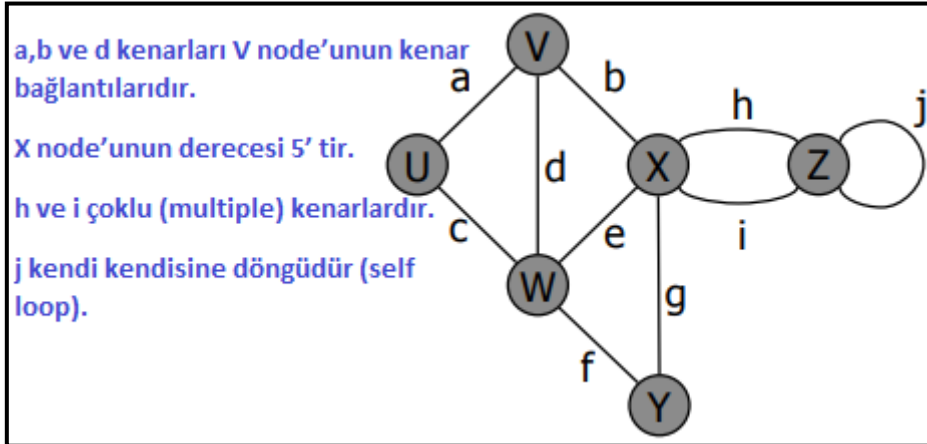 a,b ve d kenarları V node’unun kenar
bağlantılarıdır.
X node’unun derecesi 5’ tir.
h ve i çoklu (multiple) kenarlardır.
j kendi kendisine döngüdür (self
loop).
V
a
b
h
j
U
d
X
Z
c
e
i
W
g
f
Y